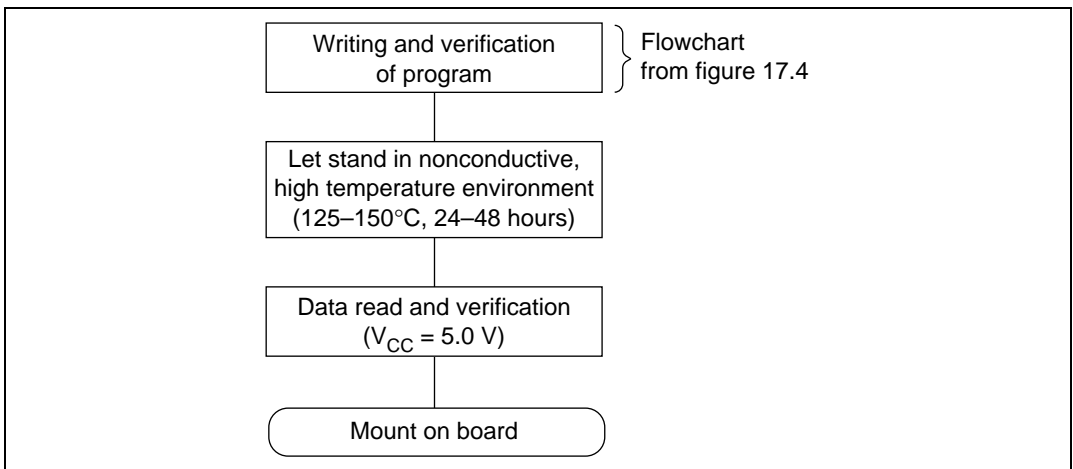 Writing and verification
of program
Flowchart
from figure 17.4
Let stand in nonconductive,
high temperature environment
(125–150°C, 24–48 hours)
Data read and verification
(VCC = 5.0 V)
Mount on board